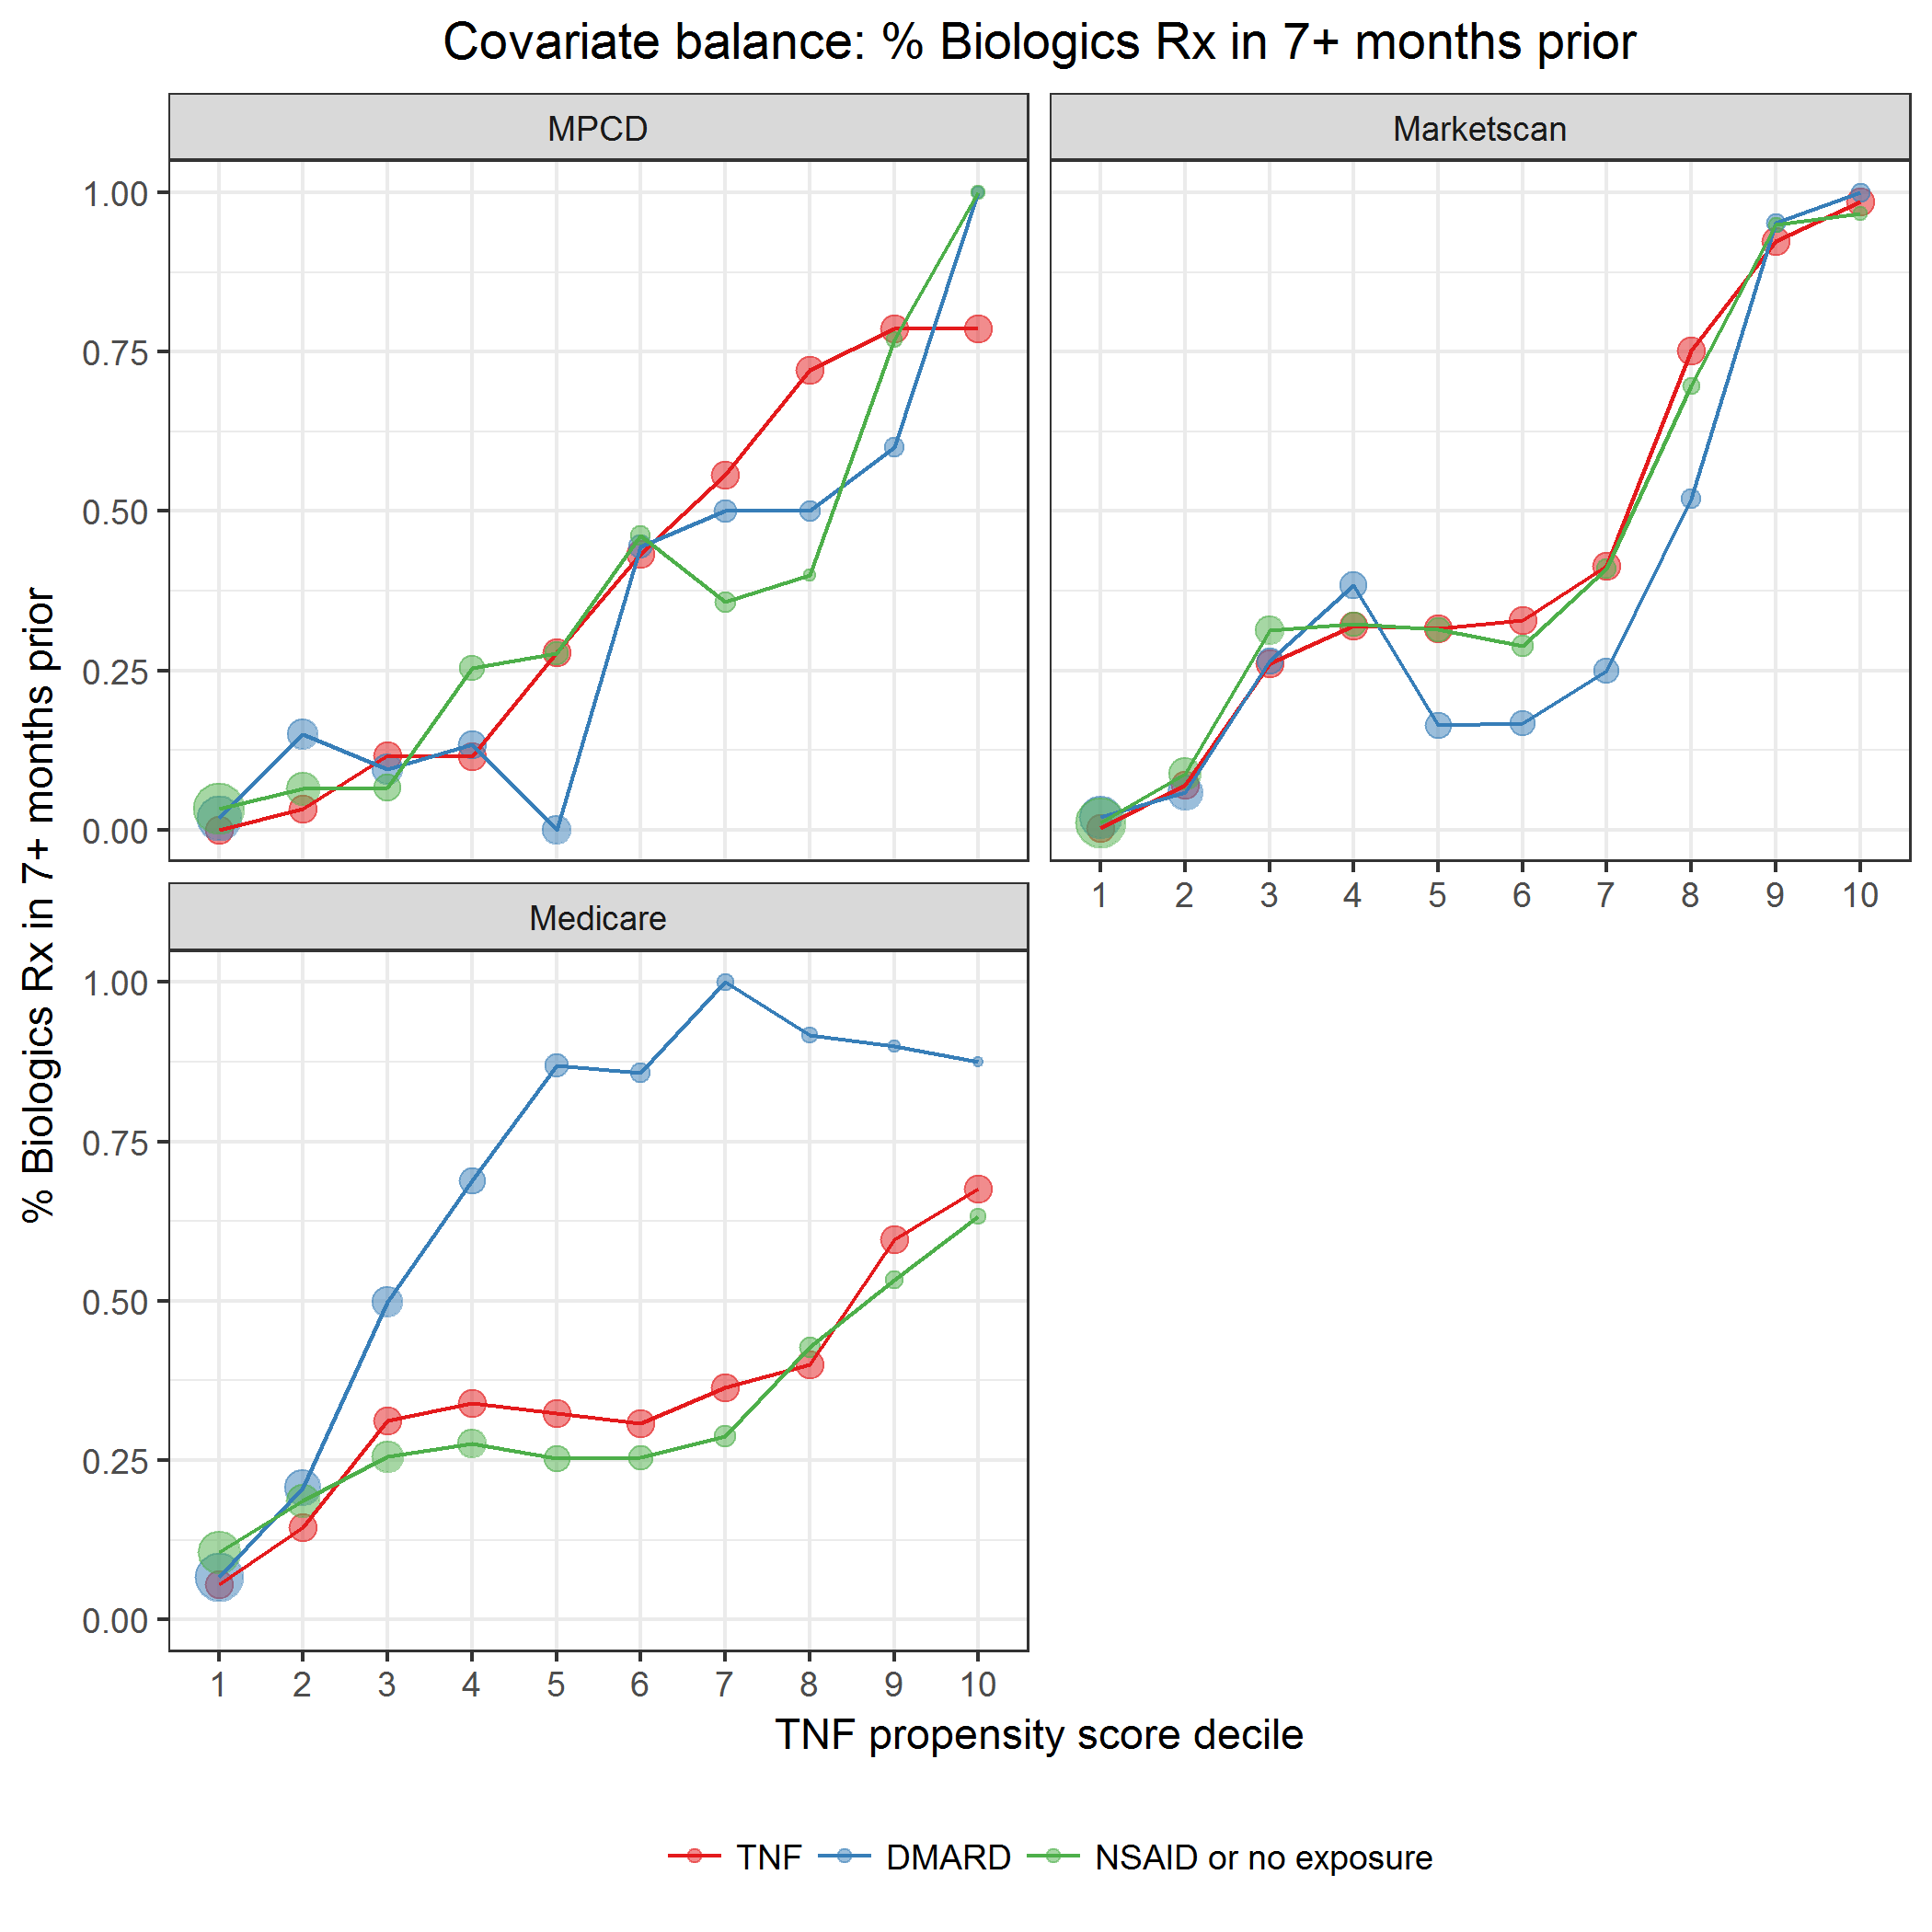 Covariate balance: % Biologics Rx in 7+ months prior
MPCD
Marketscan
1.00
0.75
0.50
0.25
0.00
1 2 3 4 5 6 7 8 9 10
Medicare
1.00
0.75
0.50
0.25
0.00
1 2 3 4 5 6 7 8 9 10
% Biologics Rx in 7+ months prior
TNF propensity score decile
TNF DMARD NSAID or no exposure